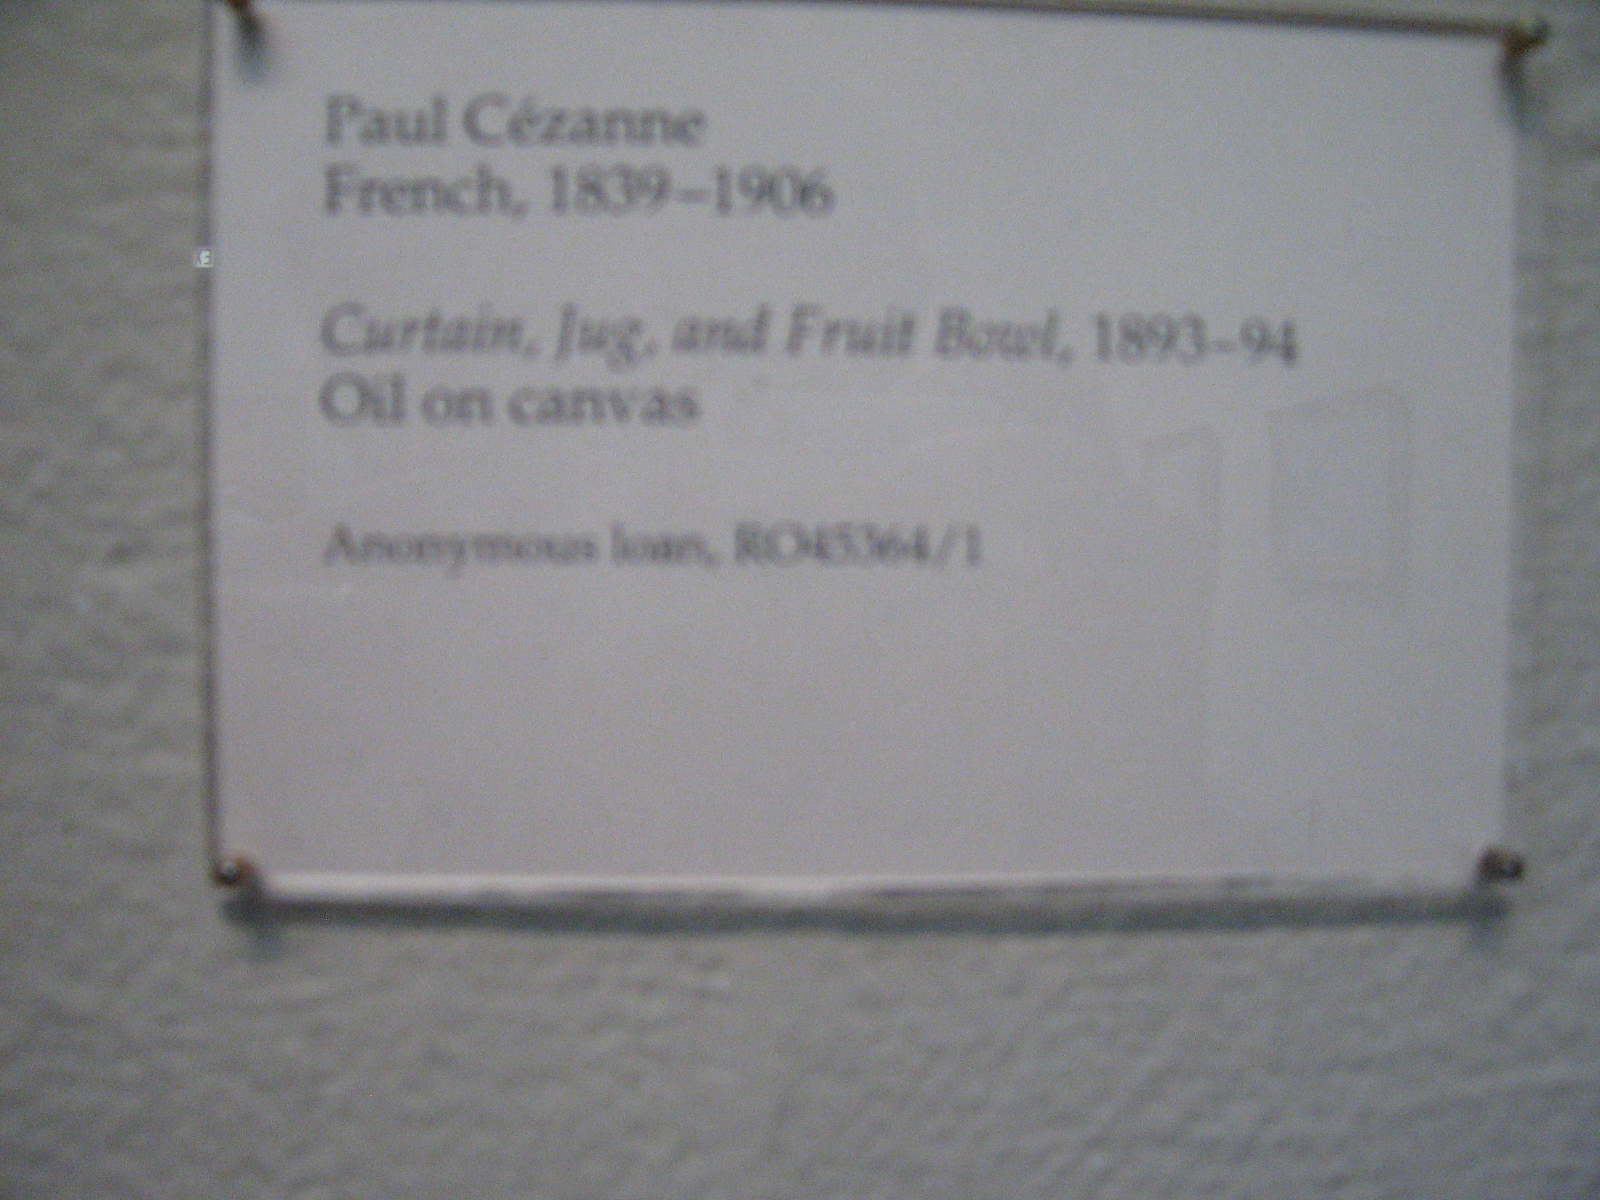 Paul Cézanne
French, 1839–1906
Curtain, Jug, and Fruit Bowl, 1893–94
Oil on canvas
Anonymous loan, RO45364/1